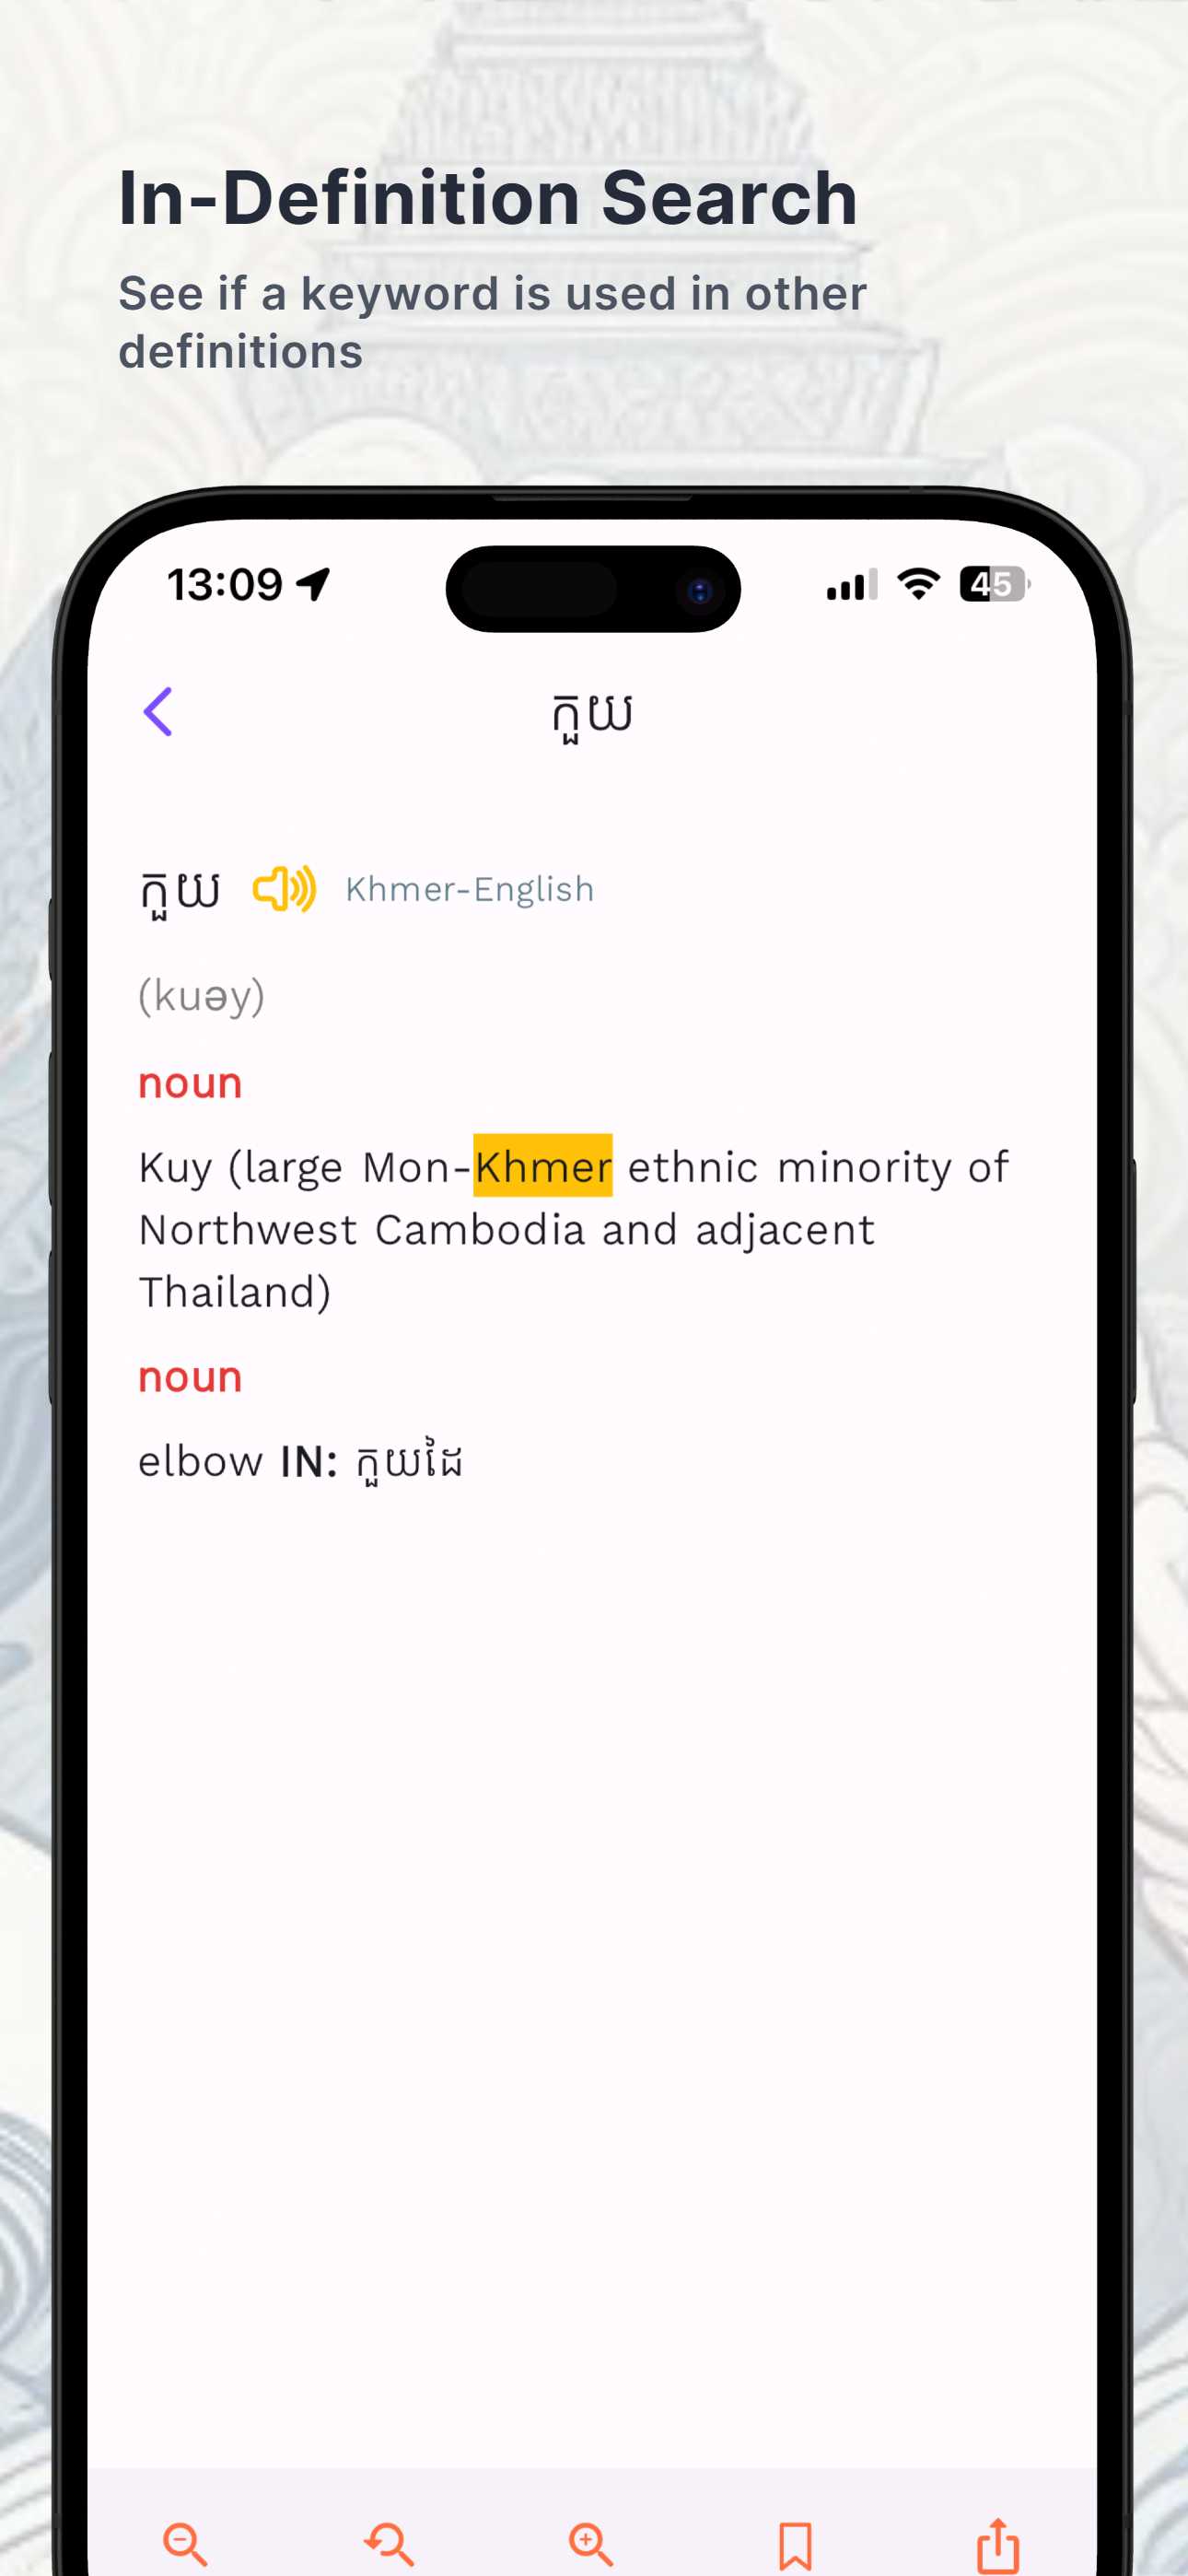 In-Definition Search
See if a keyword is used in other
definitions
13:09
45
កួយ
កួយ Khmer-English
(kuəy)
noun
Kuy (large Mon-Khmer ethnic minority of
Northwest Cambodia and adjacent
Thailand)
noun
elbow IN: កួយដៃ